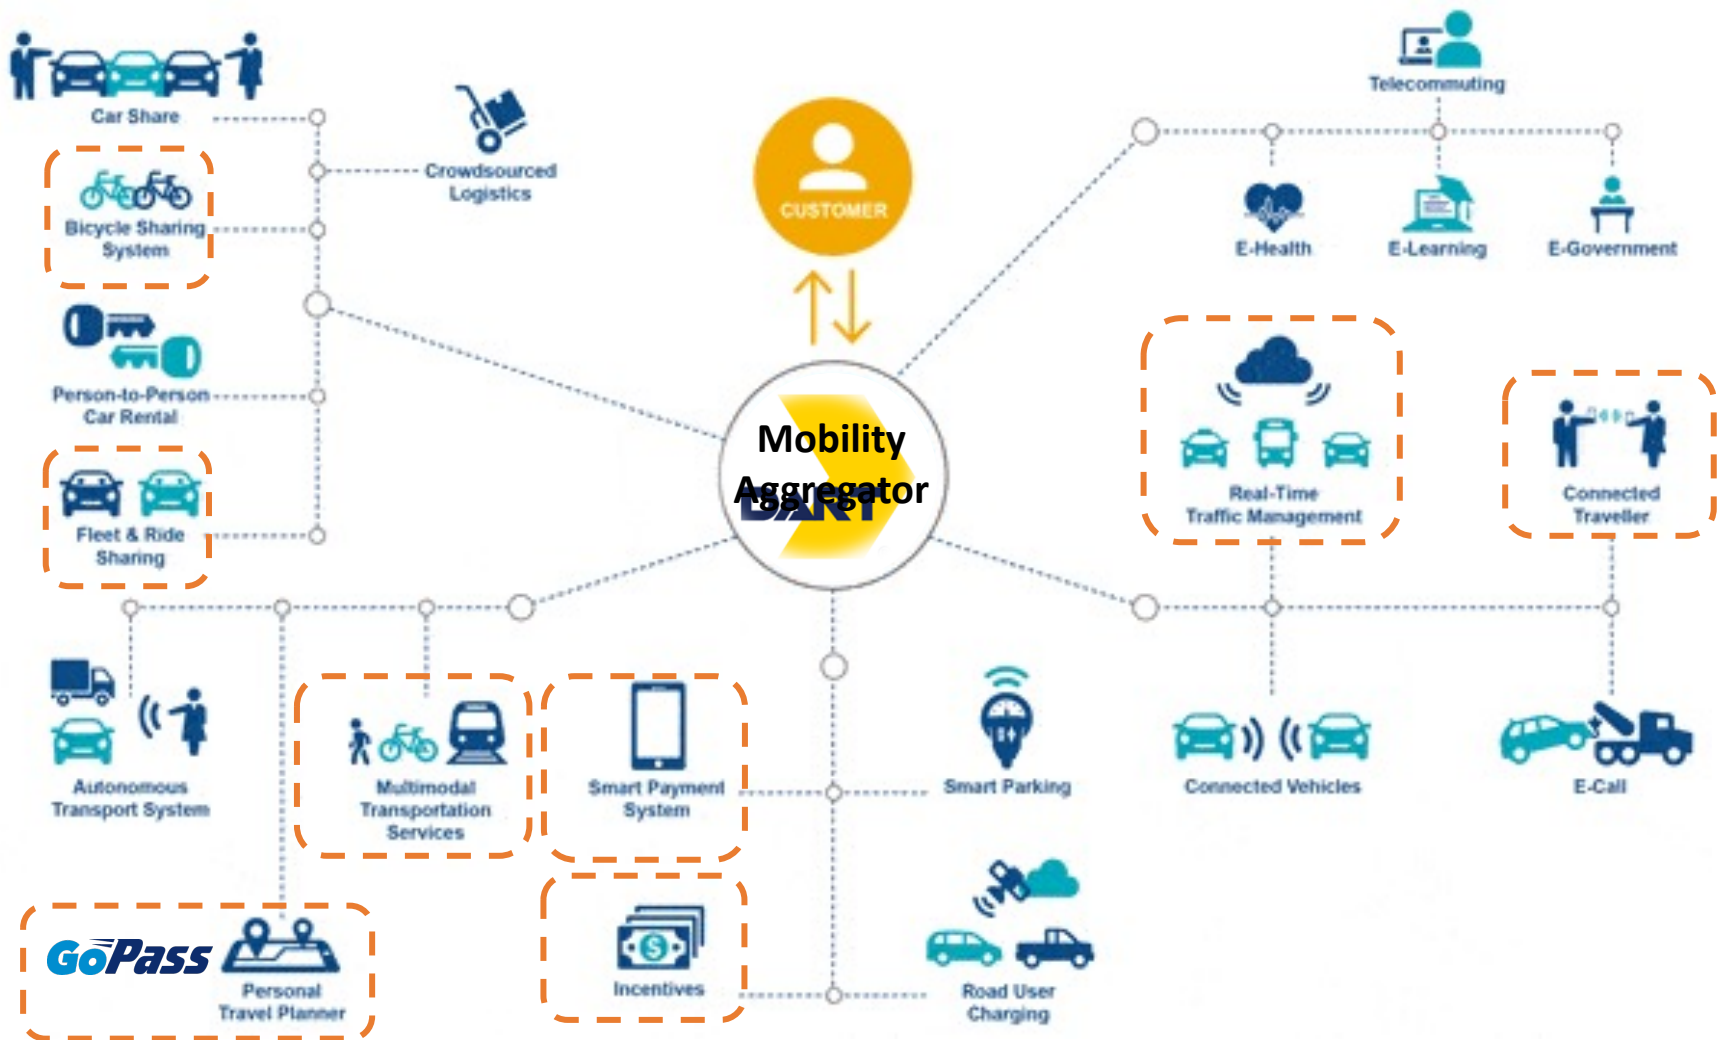 Car Share
Crowdsourced
Logistics
Bicycle Sharing
System
Person-to-Person
Car Rental
Fleet & Ride
Sharing
CUSTOMER
Mobility
Aggregator
DART
Telecommuting
E-Health
E-Learning
E-Government
Real-Time
Traffic Management
Connected
Traveller
Autonomous
Transport System
Multimodal
Transportation
Services
Smart Payment
System
Smart Parking
Connected Vehicles
E-Call
GoPass
Personal
Travel Planner
Incentives
Road User
Charging